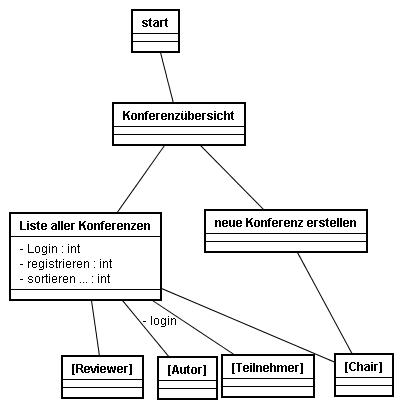 start
Konferenzübersicht
Liste aller Konferenzen
- Login : int
- registrieren : int
- sortieren ... : int
neue Konferenz erstellen
- login
[Reviewer]
[Autor]
[Teilnehmer]
[Chair]